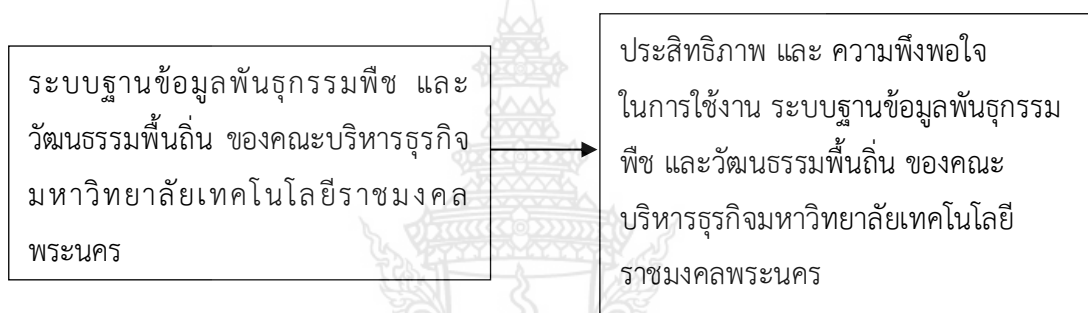 ระบบฐานข้อมูลพันธุกรรมพืช และ
วัฒนธรรมพื้นถิ่น ของคณะบริหารธุรกิจ
มหาวิทยาลัยเทคโนโลยีราชมงคล
พระนคร
ประสิทธิภาพ และ ความพึงพอใจ
ในการใช้งาน ระบบฐานข้อมูลพันธุกรรม
พืช และวัฒนธรรมพื้นถิ่น ของคณะ
บริหารธุรกิจมหาวิทยาลัยเทคโนโลยี
ราชมงคลพระนคร